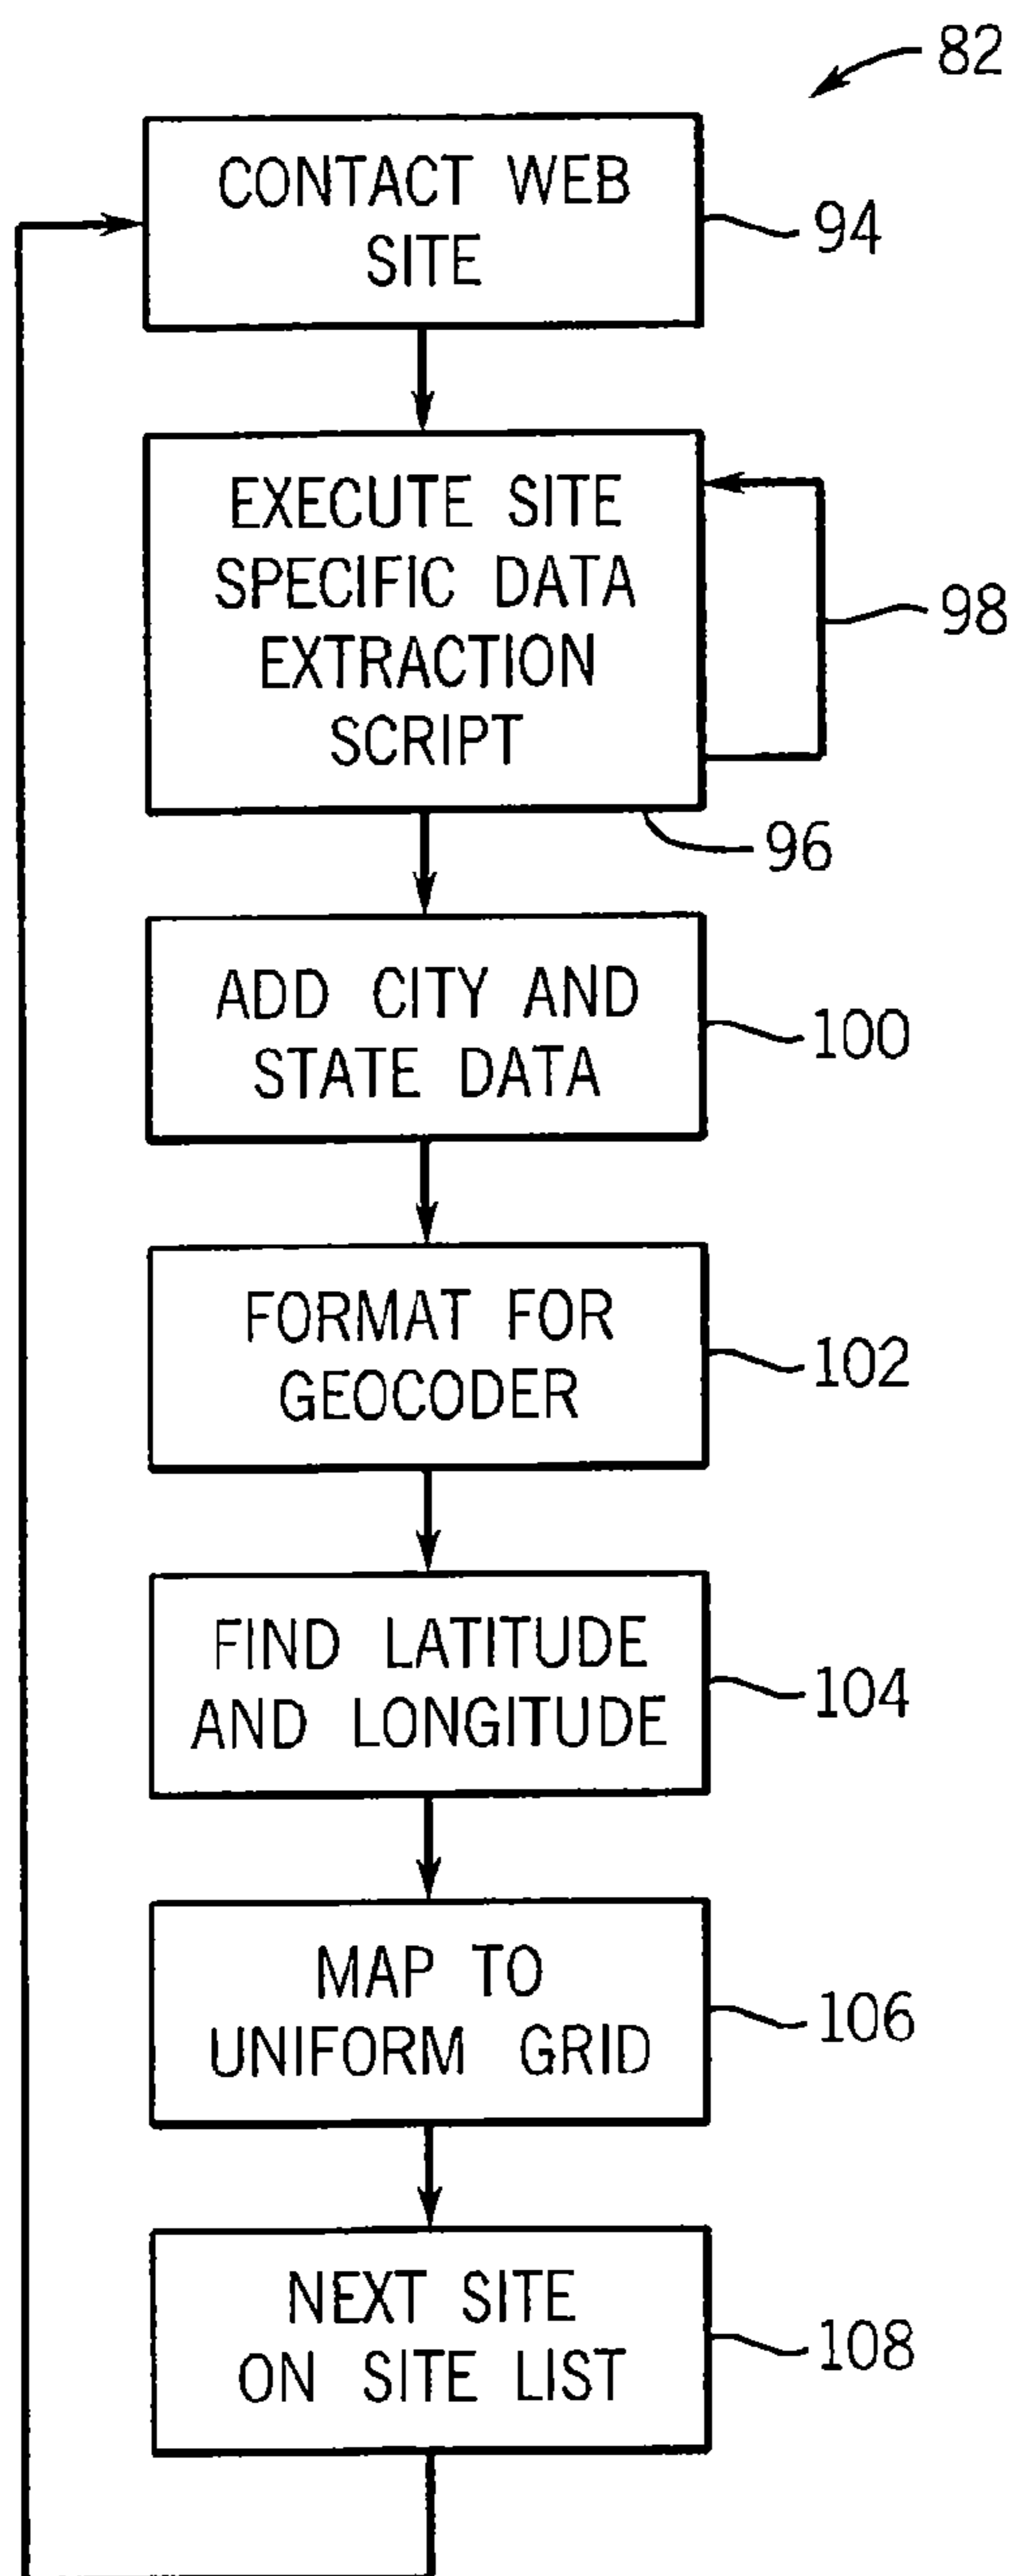 82
CONTACT WEB
SITE
94
EXECUTE SITE
SPECIFIC DATA
EXTRACTION
SCRIPT
98
96
ADD CITY AND
STATE DATA
100
FORMAT FOR
GEOCODER
102
FIND LATITUDE
AND LONGITUDE
104
MAP TO
UNIFORM GRID
106
NEXT SITE
ON SITE LIST
108